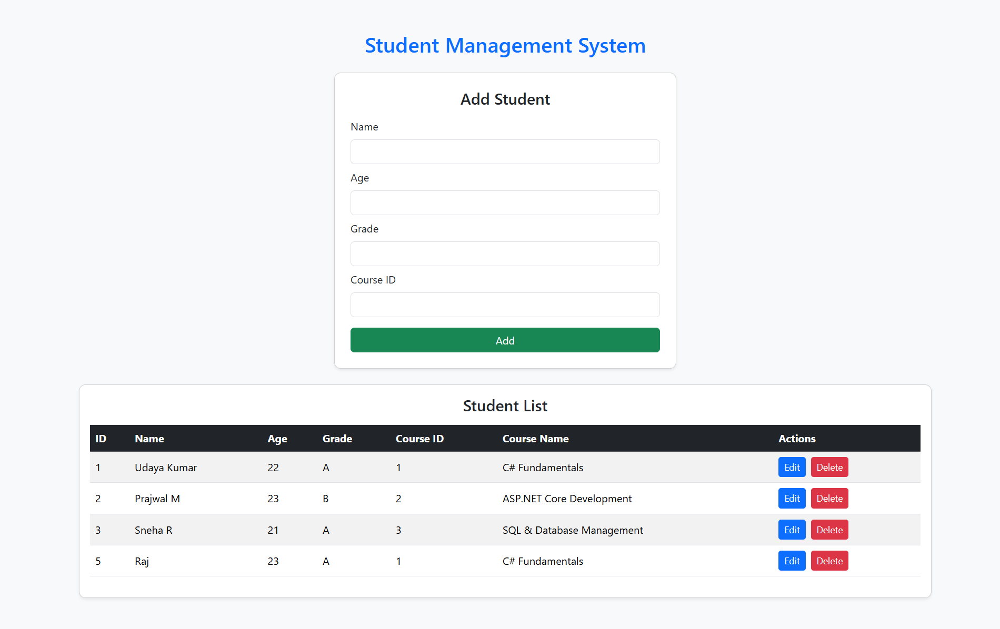 Student Management System
Add Student
Name
Age
Grade
Course ID
Add
Student List
ID Name Age Grade Course ID Course Name Actions
1 Udaya Kumar 22 A 1 C# Fundamentals Edit Delete
2 Prajwal M 23 B 2 ASP.NET Core Development Edit Delete
3 Sneha R 21 A 3 SQL & Database Management Edit Delete
5 Raj 23 A 1 C# Fundamentals Edit Delete